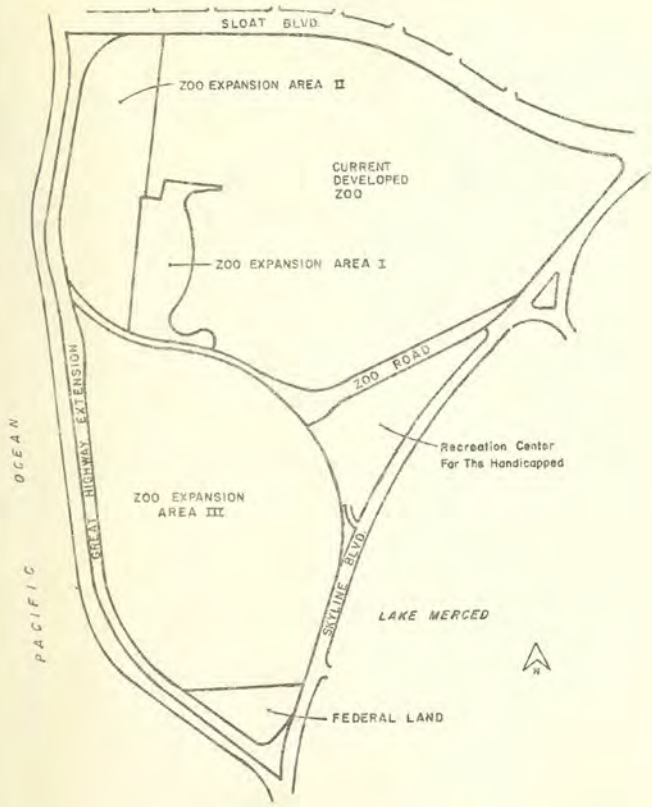 SLOAT BLVD.
ZOO EXPANSION AREA II
CURRENT
DEVELOPED
ZOO
ZOO EXPANSION AREA I
ZOO ROAD
GREAT HIGHWAY EXTENSION
PACIFIC OCEAN
Recreation Center
For The Handicapped
ZOO EXPANSION
AREA III
SKYLINE BLVD.
LAKE MERCED
N
FEDERAL LAND